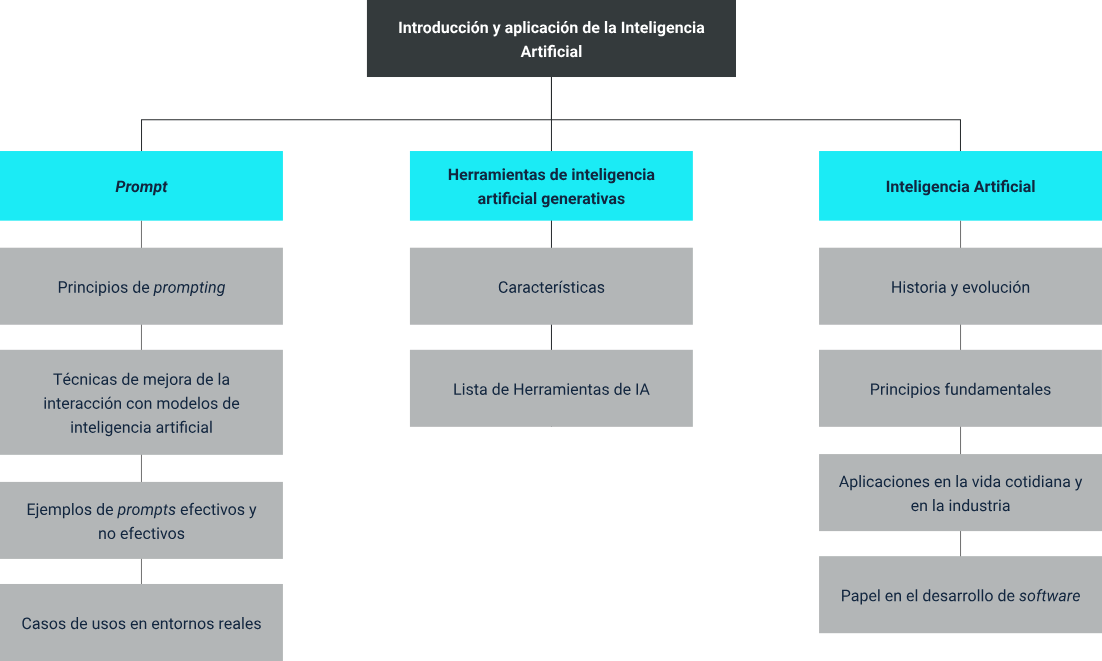 Introducción y aplicación de la Inteligencia
Artificial
Prompt
Principios de prompting
Técnicas de mejora de la
interacción con modelos de
inteligencia artificial
Ejemplos de prompts efectivos y
no efectivos
Casos de usos en entornos reales
Herramientas de inteligencia
artificial generativas
Características
Lista de Herramientas de IA
Inteligencia Artificial
Historia y evolución
Principios fundamentales
Aplicaciones en la vida cotidiana y
en la industria
Papel en el desarrollo de software